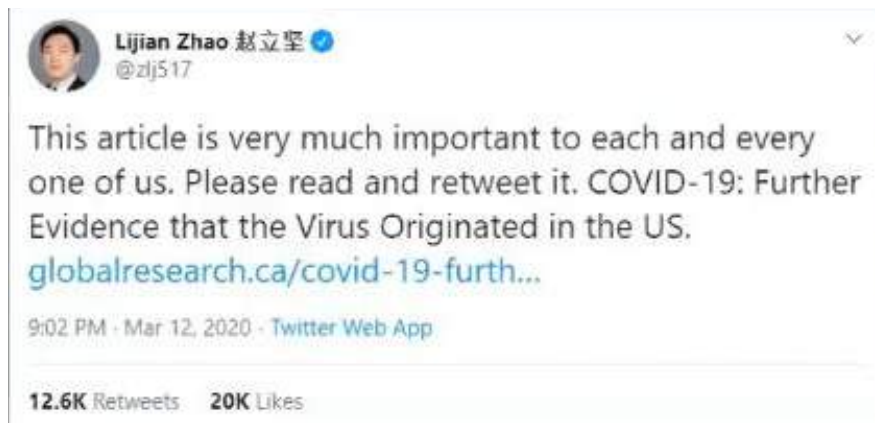 Lijian Zhao 赵立坚
@zlj517
This article is very much important to each and every
one of us. Please read and retweet it. COVID-19: Further
Evidence that the Virus Originated in the US.
globalresearch.ca/covid-19-furth...
9:02 PM · Mar 12, 2020 · Twitter Web App
12.6K Retweets 20K Likes